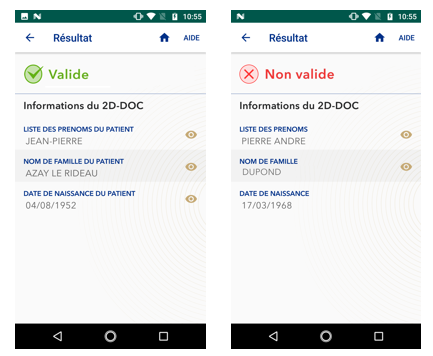 10:55
Résultat
AIDE
Valide
Informations du 2D-DOC
LISTE DES PRENOMS DU PATIENT
JEAN-PIERRE
NOM DE FAMILLE DU PATIENT
AZAY LE RIDEAU
DATE DE NAISSANCE DU PATIENT
04/08/1952
10:55
Résultat
AIDE
Non valide
Informations du 2D-DOC
LISTE DES PRENOMS
PIERRE ANDRE
NOM DE FAMILLE
DUPOND
DATE DE NAISSANCE
17/03/1968